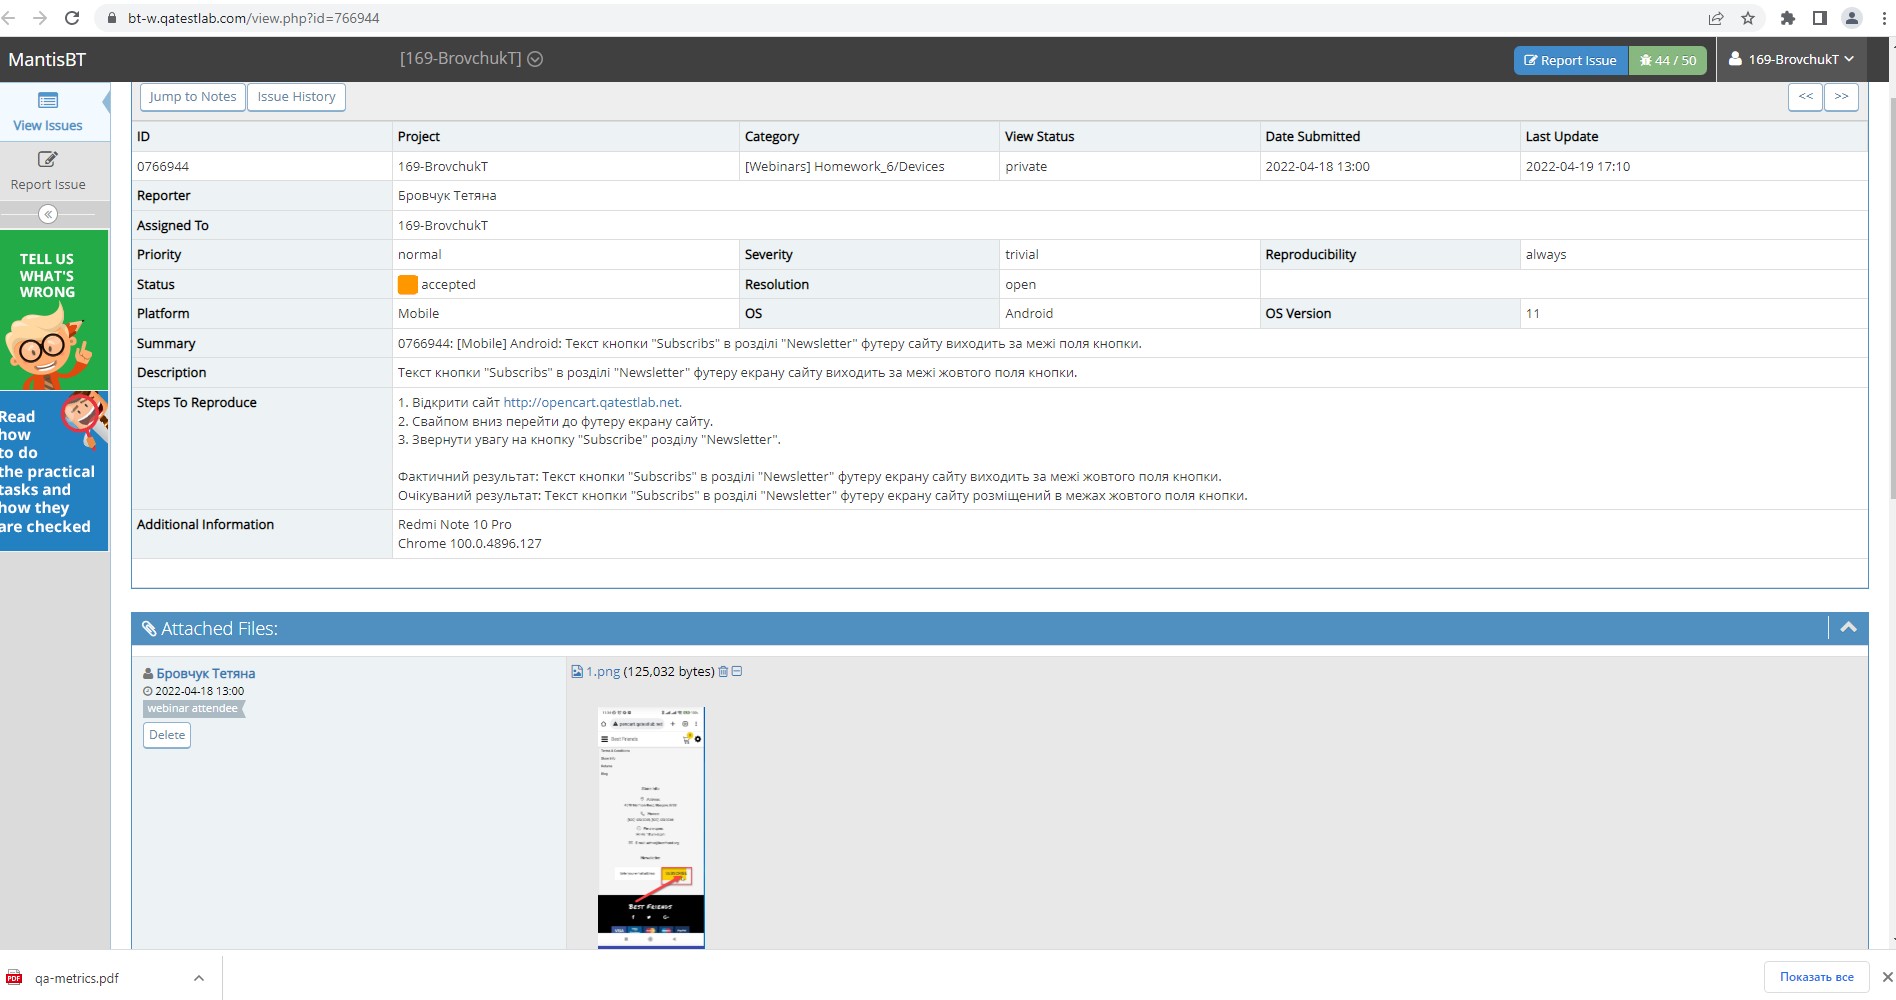 bt-w.qatestlab.com/view.php?id=766944
MantisBT
[169-BrovchukT]
Report Issue
44 / 50
169-BrovchukT
View Issues
Report Issue
TELL US
WHAT'S
WRONG
Read
how
to do
the practical
tasks and
how they
are checked
Jump to Notes
Issue History
<<
>>
ID Project Category View Status Date Submitted Last Update
0766944 169-BrovchukT [Webinars] Homework_6/Devices private 2022-04-18 13:00 2022-04-19 17:10
Reporter Бровчук Тетяна
Assigned To 169-BrovchukT
Priority normal Severity trivial Reproducibility always
Status accepted Resolution open
Platform Mobile OS Android OS Version 11
Summary 0766944: [Mobile] Android: Текст кнопки "Subscribs" в розділі "Newsletter" футеру сайту виходить за межі поля кнопки.
Description Текст кнопки "Subscribs" в розділі "Newsletter" футеру екрану сайту виходить за межі жовтого поля кнопки.
Steps To Reproduce 1. Відкрити сайт http://opencart.qatestlab.net.
2. Свайпом вниз перейти до футеру екрану сайту.
3. Звернути увагу на кнопку "Subscribe" розділу "Newsletter".
Фактичний результат: Текст кнопки "Subscribs" в розділі "Newsletter" футеру екрану сайту виходить за межі жовтого поля кнопки.
Очікуваний результат: Текст кнопки "Subscribs" в розділі "Newsletter" футеру екрану сайту розміщений в межах жовтого поля кнопки.
Additional Information Redmi Note 10 Pro
Chrome 100.0.4896.127
Attached Files:
Бровчук Тетяна
2022-04-18 13:00
webinar attendee
Delete
1.png (125,032 bytes)
Best Friends
Newsletter
BEST FRIENDS
PDF
qa-metrics.pdf
Показать все